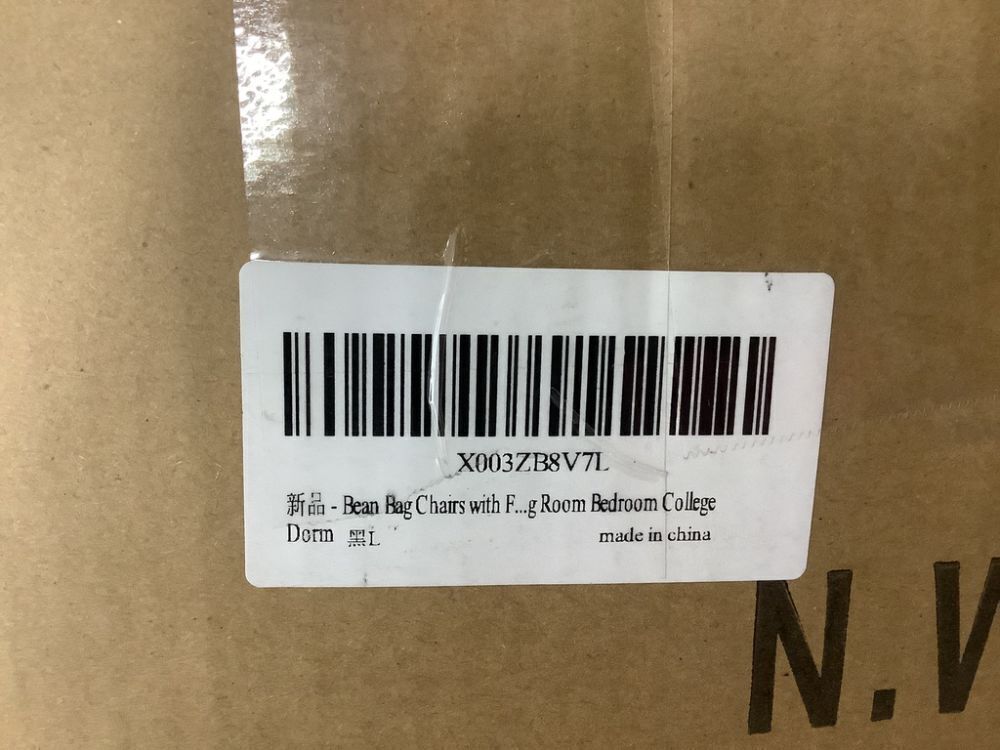 X003ZB8V7L
新品 - Bean Bag Chairs with F...g Room Bedroom College
Dorm 黑L
made in china
N.W